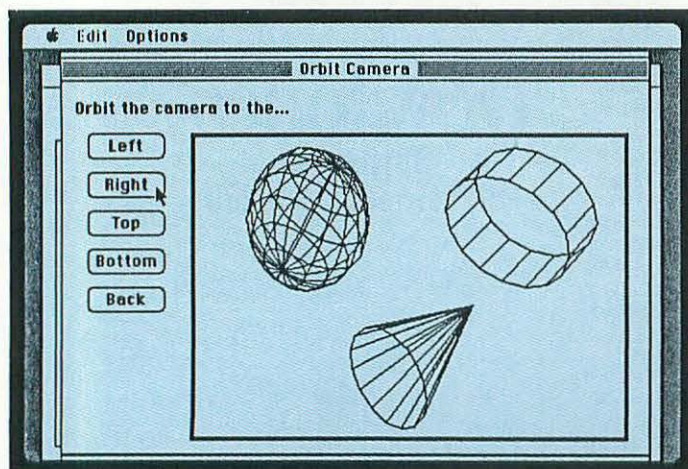 Edit Options
Orbit Camera
Orbit the camera to the...
Left
Right
Top
Bottom
Back